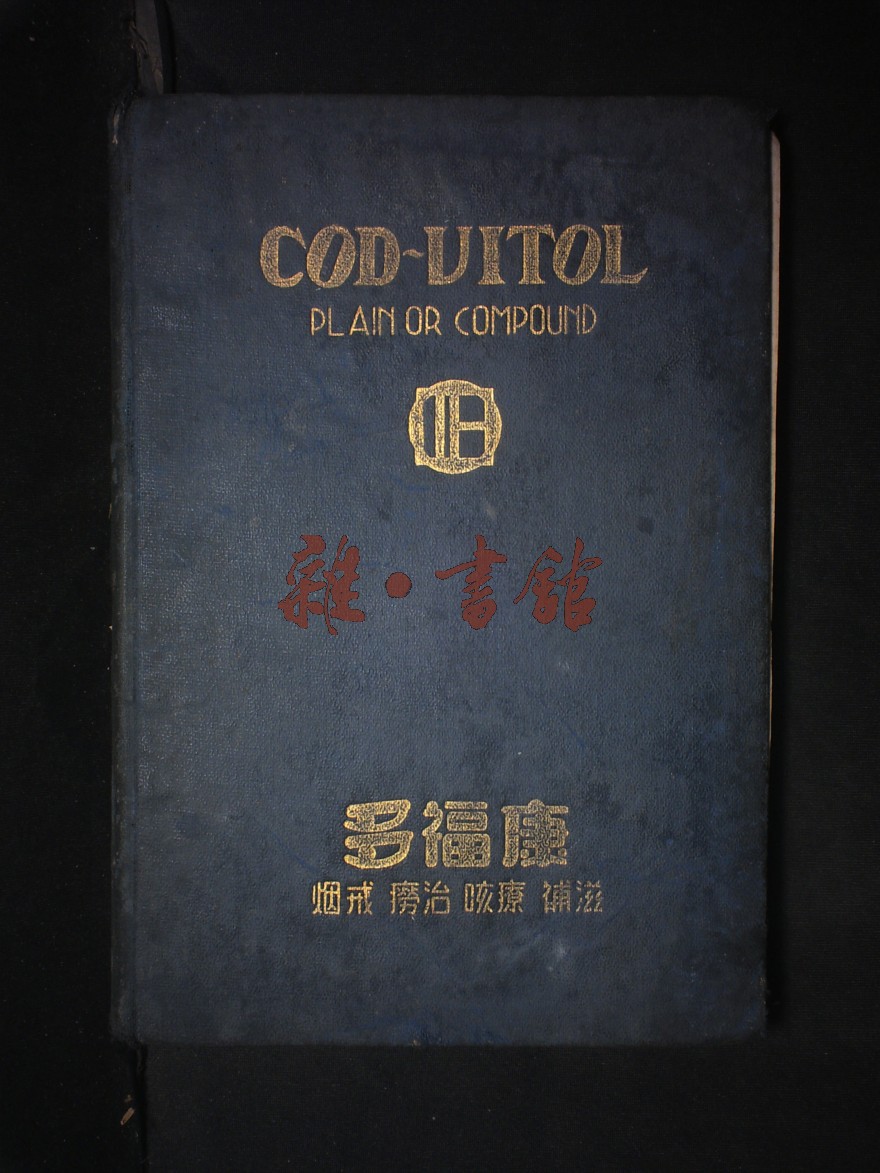 COD-VITOL
PLAIN OR COMPOUND
雜•書館
康福多
滋補 療咳 治癆 戒烟